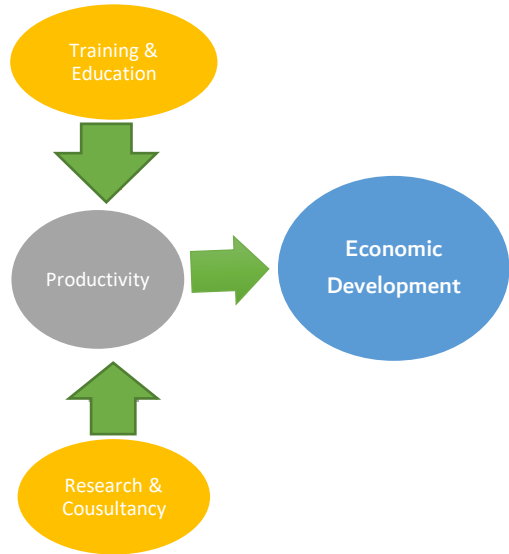 Training &
Education
Productivity
Economic
Development
Research &
Cousultancy